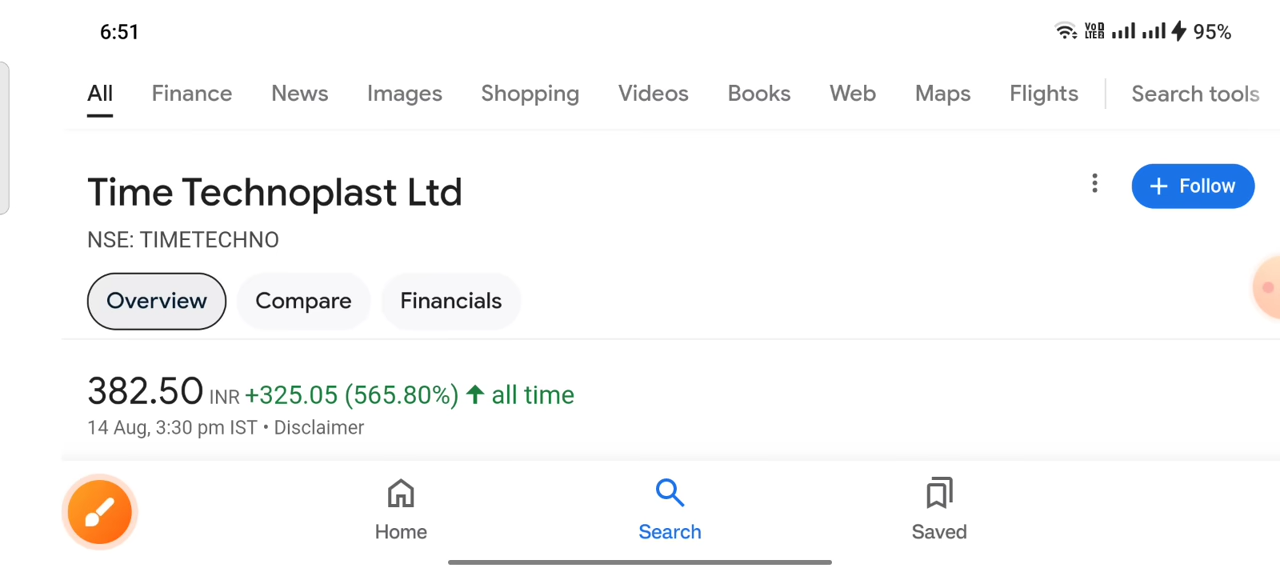 6:51 VoD LTEB 95%
All Finance News Images Shopping Videos Books Web Maps Flights Search tools
Time Technoplast Ltd
+ Follow
NSE: TIMETECHNO
Overview Compare Financials
382.50 INR +325.05 (565.80%) ↑ all time
14 Aug, 3:30 pm IST • Disclaimer
Home Search Saved